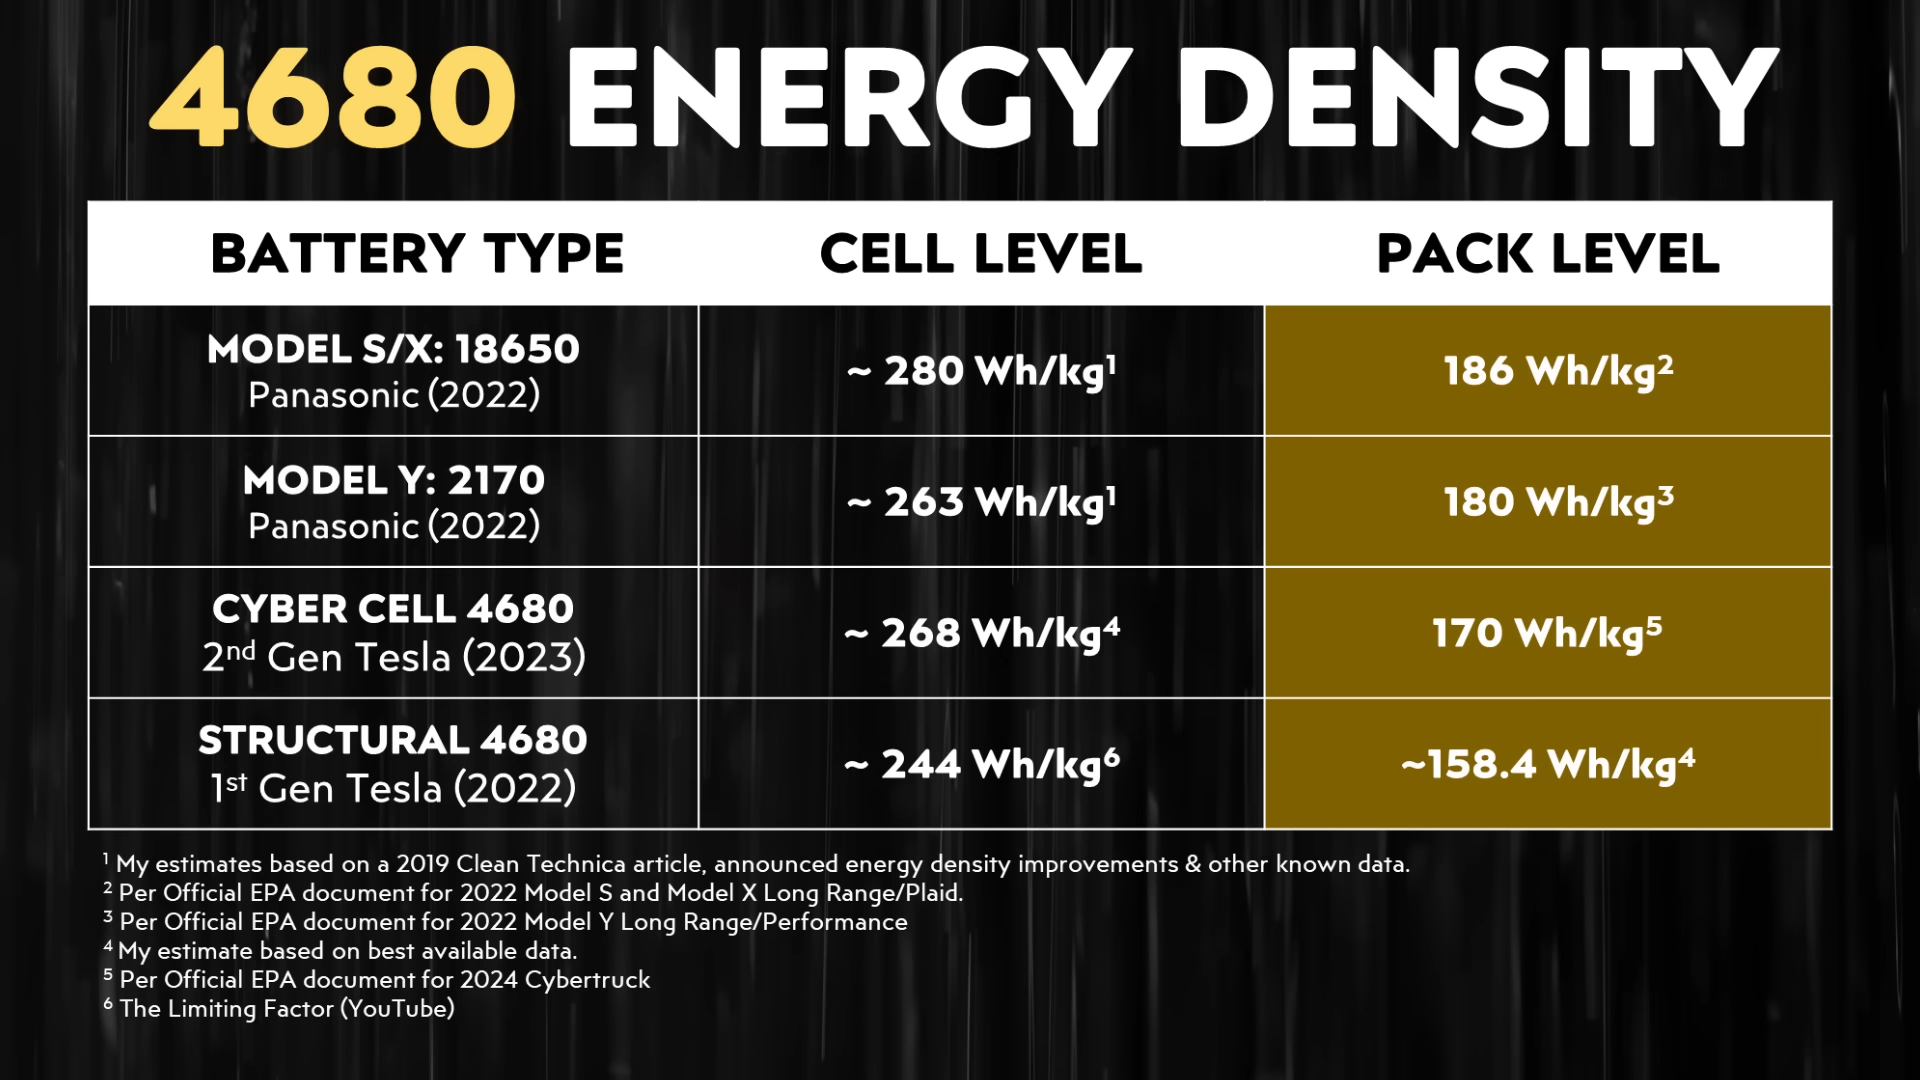 4680 ENERGY DENSITY
BATTERY TYPE CELL LEVEL PACK LEVEL
MODEL S/X: 18650
Panasonic (2022)
~ 280 Wh/kg¹
186 Wh/kg²
MODEL Y: 2170
Panasonic (2022)
~ 263 Wh/kg¹
180 Wh/kg³
CYBER CELL 4680
2nd Gen Tesla (2023)
~ 268 Wh/kg⁴
170 Wh/kg⁵
STRUCTURAL 4680
1st Gen Tesla (2022)
~ 244 Wh/kg⁶
~158.4 Wh/kg⁴
¹ My estimates based on a 2019 Clean Technica article, announced energy density improvements & other known data.
² Per Official EPA document for 2022 Model S and Model X Long Range/Plaid.
³ Per Official EPA document for 2022 Model Y Long Range/Performance
⁴ My estimate based on best available data.
⁵ Per Official EPA document for 2024 Cybertruck
⁶ The Limiting Factor (YouTube)